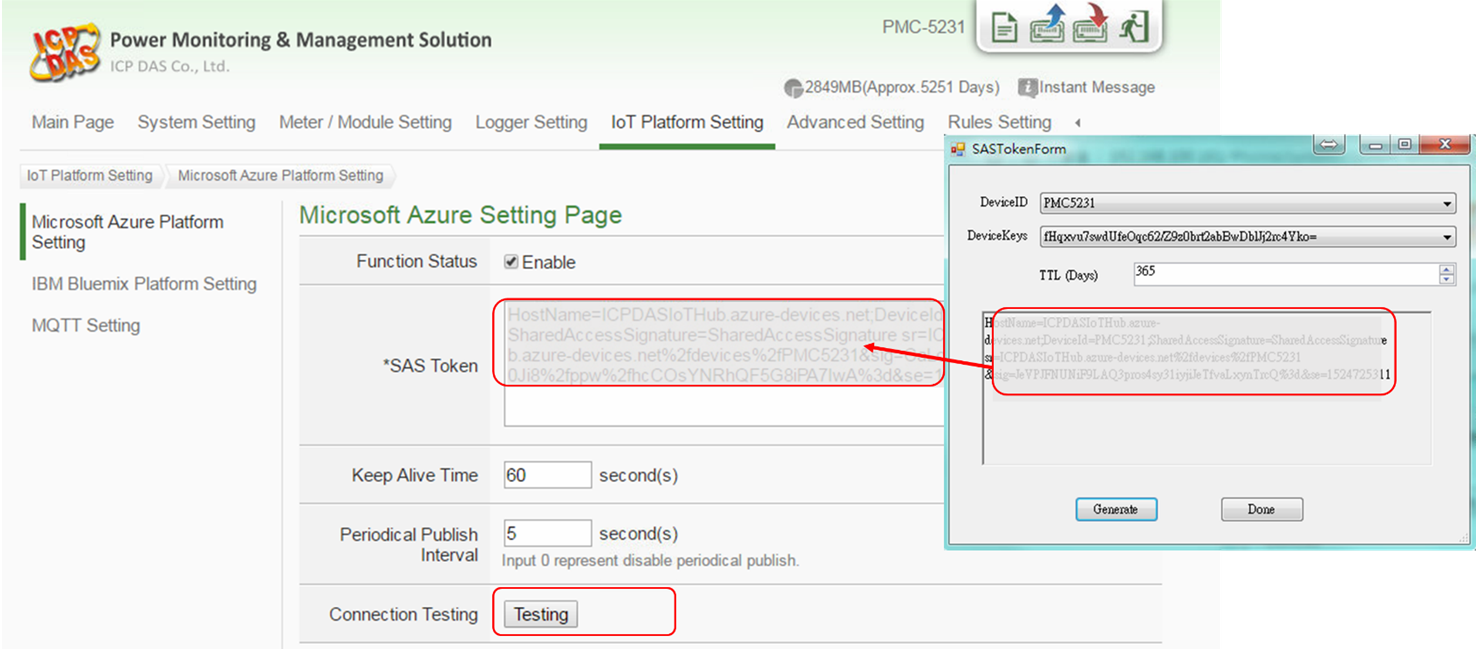 ICP DAS
Power Monitoring & Management Solution
ICP DAS Co., Ltd.
PMC-5231
2849MB(Approx.5251 Days)
Instant Message
Main Page
System Setting
Meter / Module Setting
Logger Setting
IoT Platform Setting
Advanced Setting
Rules Setting
IoT Platform Setting
Microsoft Azure Platform Setting
Microsoft Azure Platform
Setting
IBM Bluemix Platform Setting
MQTT Setting
Microsoft Azure Setting Page
Function Status
Enable
*SAS Token
HostName=ICPDASIoTHub.azure-devices.net;DeviceId
SharedAccessSignature=SharedAccessSignature sr=IC
b.azure-devices.net%2fdevices%2fPMC5231&sig=
0Ji8%2fppw%2fhcCOsYNRhQF5G8iPA7IwA%3d&se=1
Keep Alive Time
60
second(s)
Periodical Publish
Interval
5
second(s)
Input 0 represent disable periodical publish.
Connection Testing
Testing
SASTokenForm
DeviceID
PMC5231
DeviceKeys
fHqxvu7swdUfeOqc62/Z9z0brf2abBwDblJj2rc4Yko=
TTL (Days)
365
HostName=ICPDASIoTHub.azure-
devices.net;DeviceId=PMC5231;SharedAccessSignature=SharedAccessSignature
sr=ICPDASIoTHub.azure-devices.net%2fdevices%2fPMC5231
&sig=JeVPJFNUNiF9LAQ3pros4sy31iyjiJeTfvaLxynTrcQ%3d&se=1524725311
Generate
Done